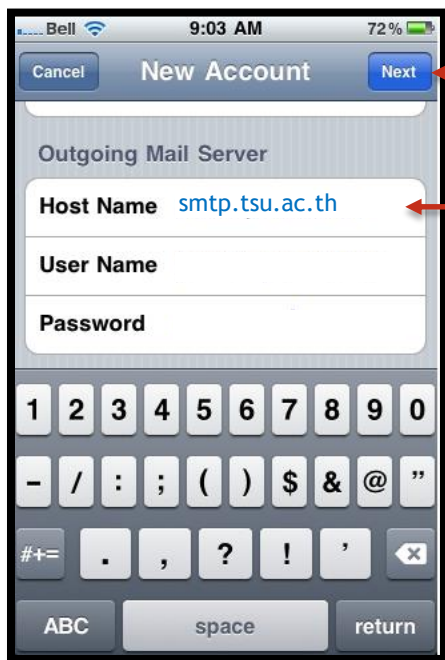 Bell 9:03 AM 72%
Cancel New Account Next
Outgoing Mail Server
Host Name smtp.tsu.ac.th
User Name
Password
1 2 3 4 5 6 7 8 9 0
- / : ; ( ) $ & @ "
#+= . , ? ! '
ABC space return